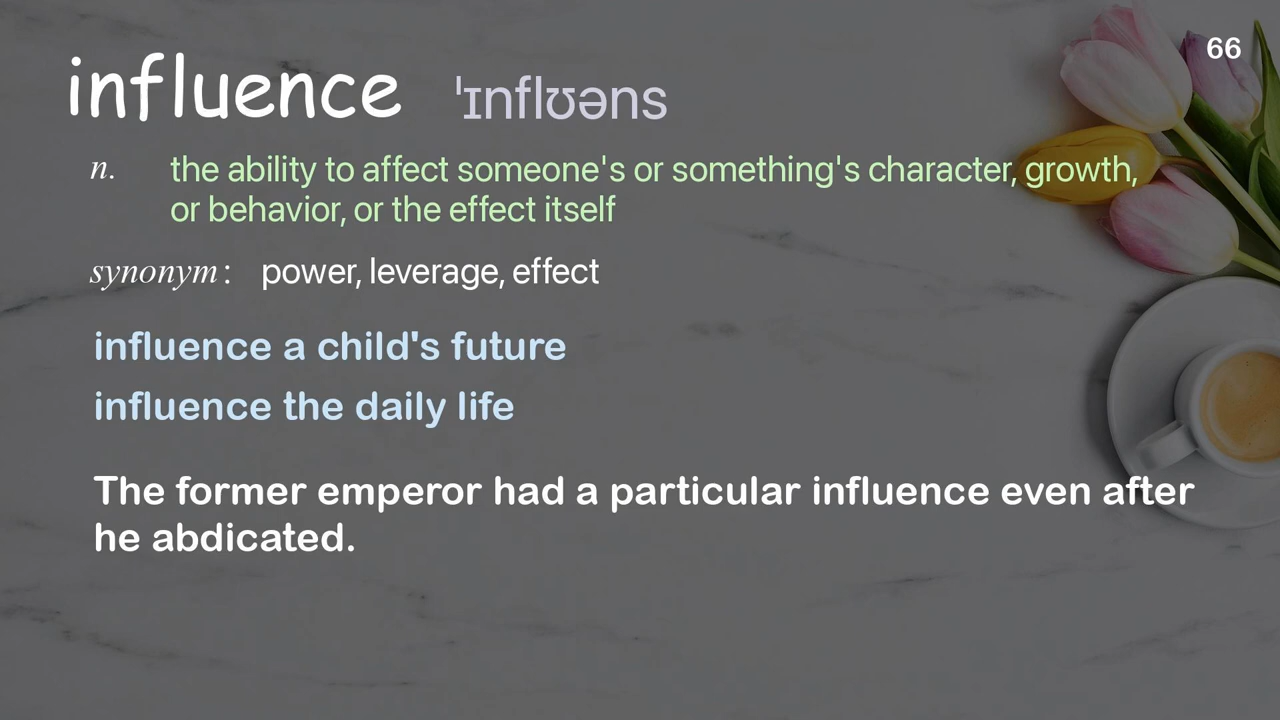 66
influence ˈɪnflʊəns
n. the ability to affect someone's or something's character, growth,
or behavior, or the effect itself
synonym: power, leverage, effect
influence a child's future
influence the daily life
The former emperor had a particular influence even after
he abdicated.